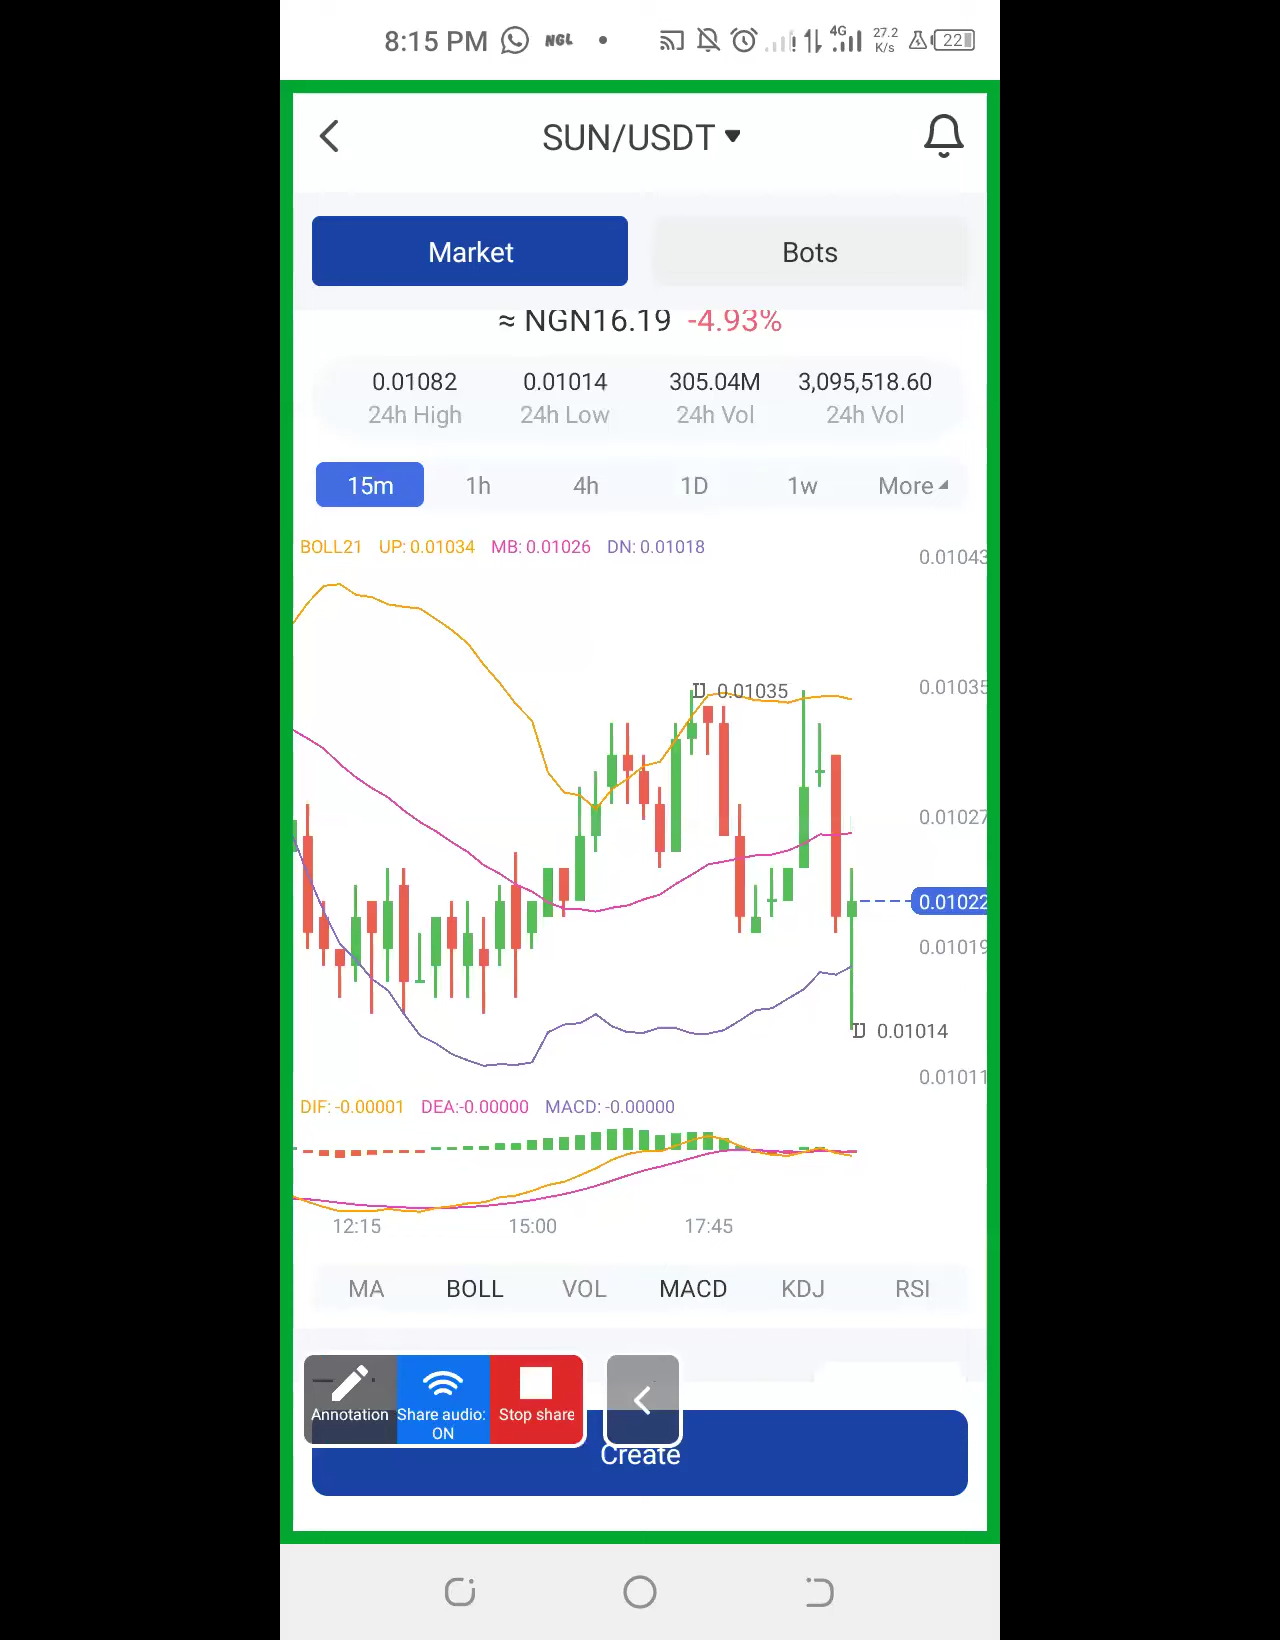 8:15 PM NGL 4G 27.2 K/s 22
SUN/USDT
Market Bots
≈ NGN16.19 -4.93%
0.01082 0.01014 305.04M 3,095,518.60
24h High 24h Low 24h Vol 24h Vol
15m 1h 4h 1D 1w More
BOLL21 UP: 0.01034 MB: 0.01026 DN: 0.01018
0.01043
0.01035
0.01035
0.01027
0.01022
0.01019
0.01014
0.01011
DIF: -0.00001 DEA:-0.00000 MACD: -0.00000
12:15 15:00 17:45
MA BOLL VOL MACD KDJ RSI
Annotation Share audio: Stop share
ON
Create